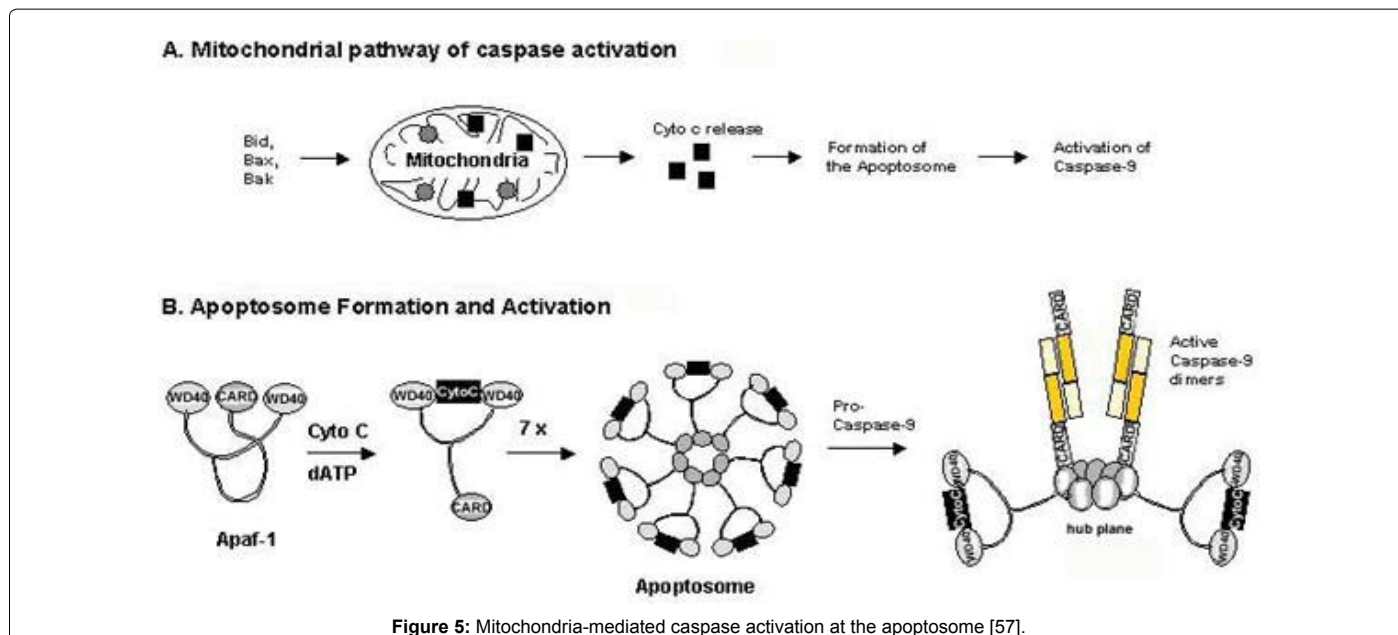 A. Mitochondrial pathway of caspase activation
Bid,
Bax,
Bak
Mitochondria
Cyto c release
Formation of
the Apoptosome
Activation of
Caspase-9
B. Apoptosome Formation and Activation
WD40
CARD
WD40
Apaf-1
Cyto C
dATP
WD40
CytoC
WD40
CARD
7 x
Apoptosome
Pro-
Caspase-9
CARD
CARD
Active
Caspase-9
dimers
CARD
CARD
WD40
CytoC
WD40
hub plane
WD40
CytoC
WD40
Figure 5: Mitochondria-mediated caspase activation at the apoptosome [57].